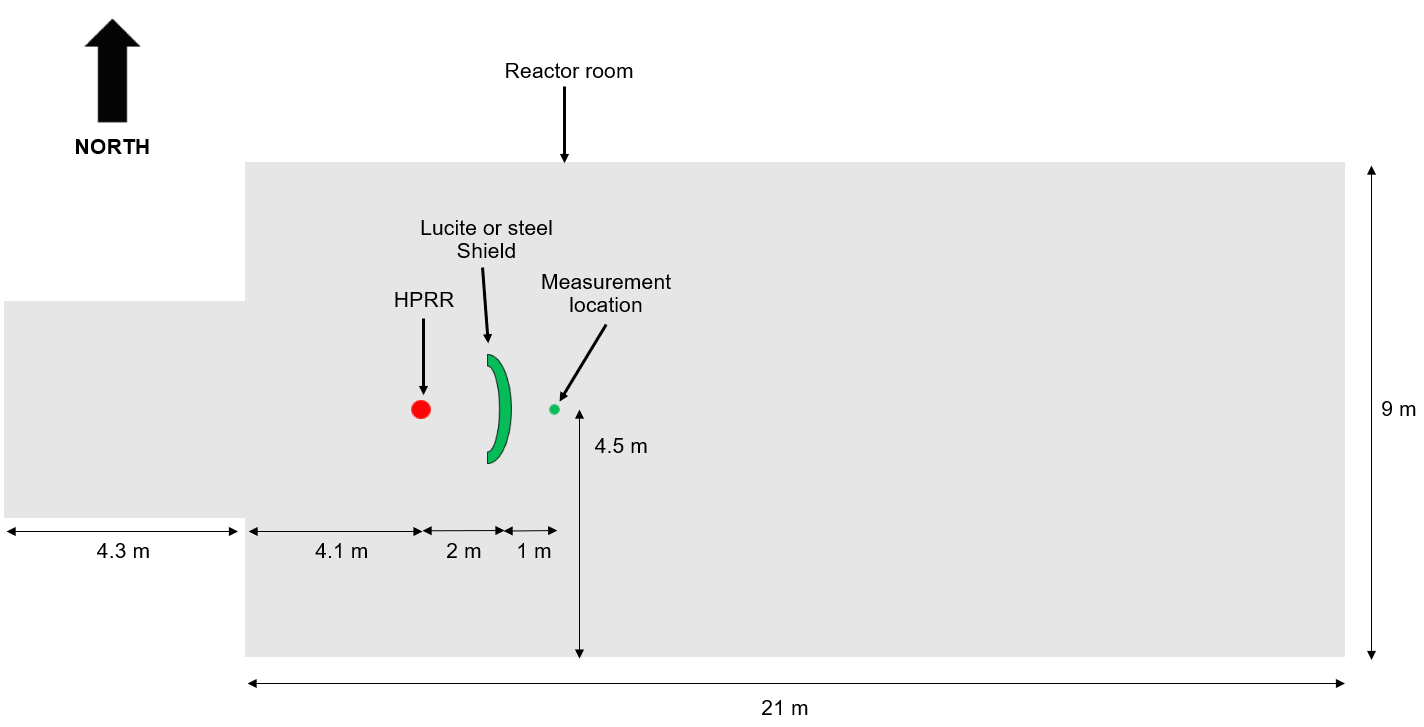 Reactor room
NORTH
Lucite or steel
Shield
Measurement
location
HPRR
9 m
4.5 m
4.3 m
4.1 m
2 m
1 m
21 m